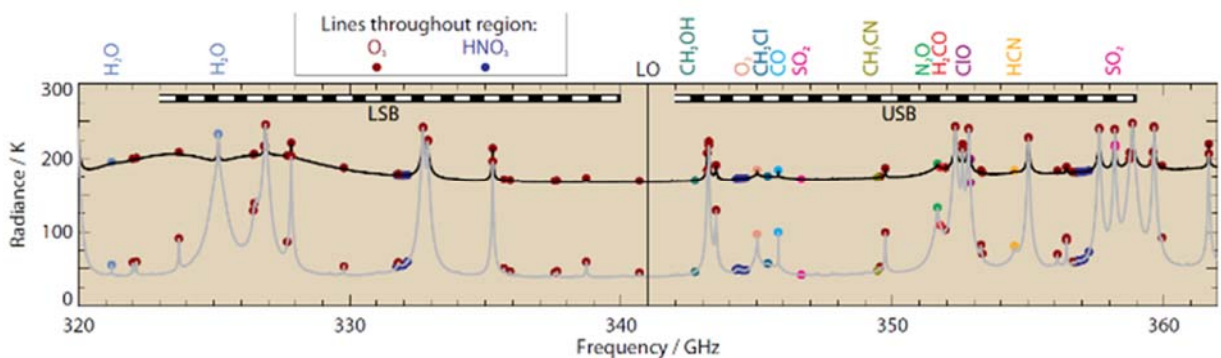 Lines throughout region:
O₃ HNO₃
H₂O
H₂O
LO
CH₃OH
O₂
CH₃Cl
CO
SO₂
CH₃CN
N₂O
H₂CO
ClO
HCN
SO₂
300
200
100
0
Radiance / K
LSB
USB
320 330 340 350 360
Frequency / GHz